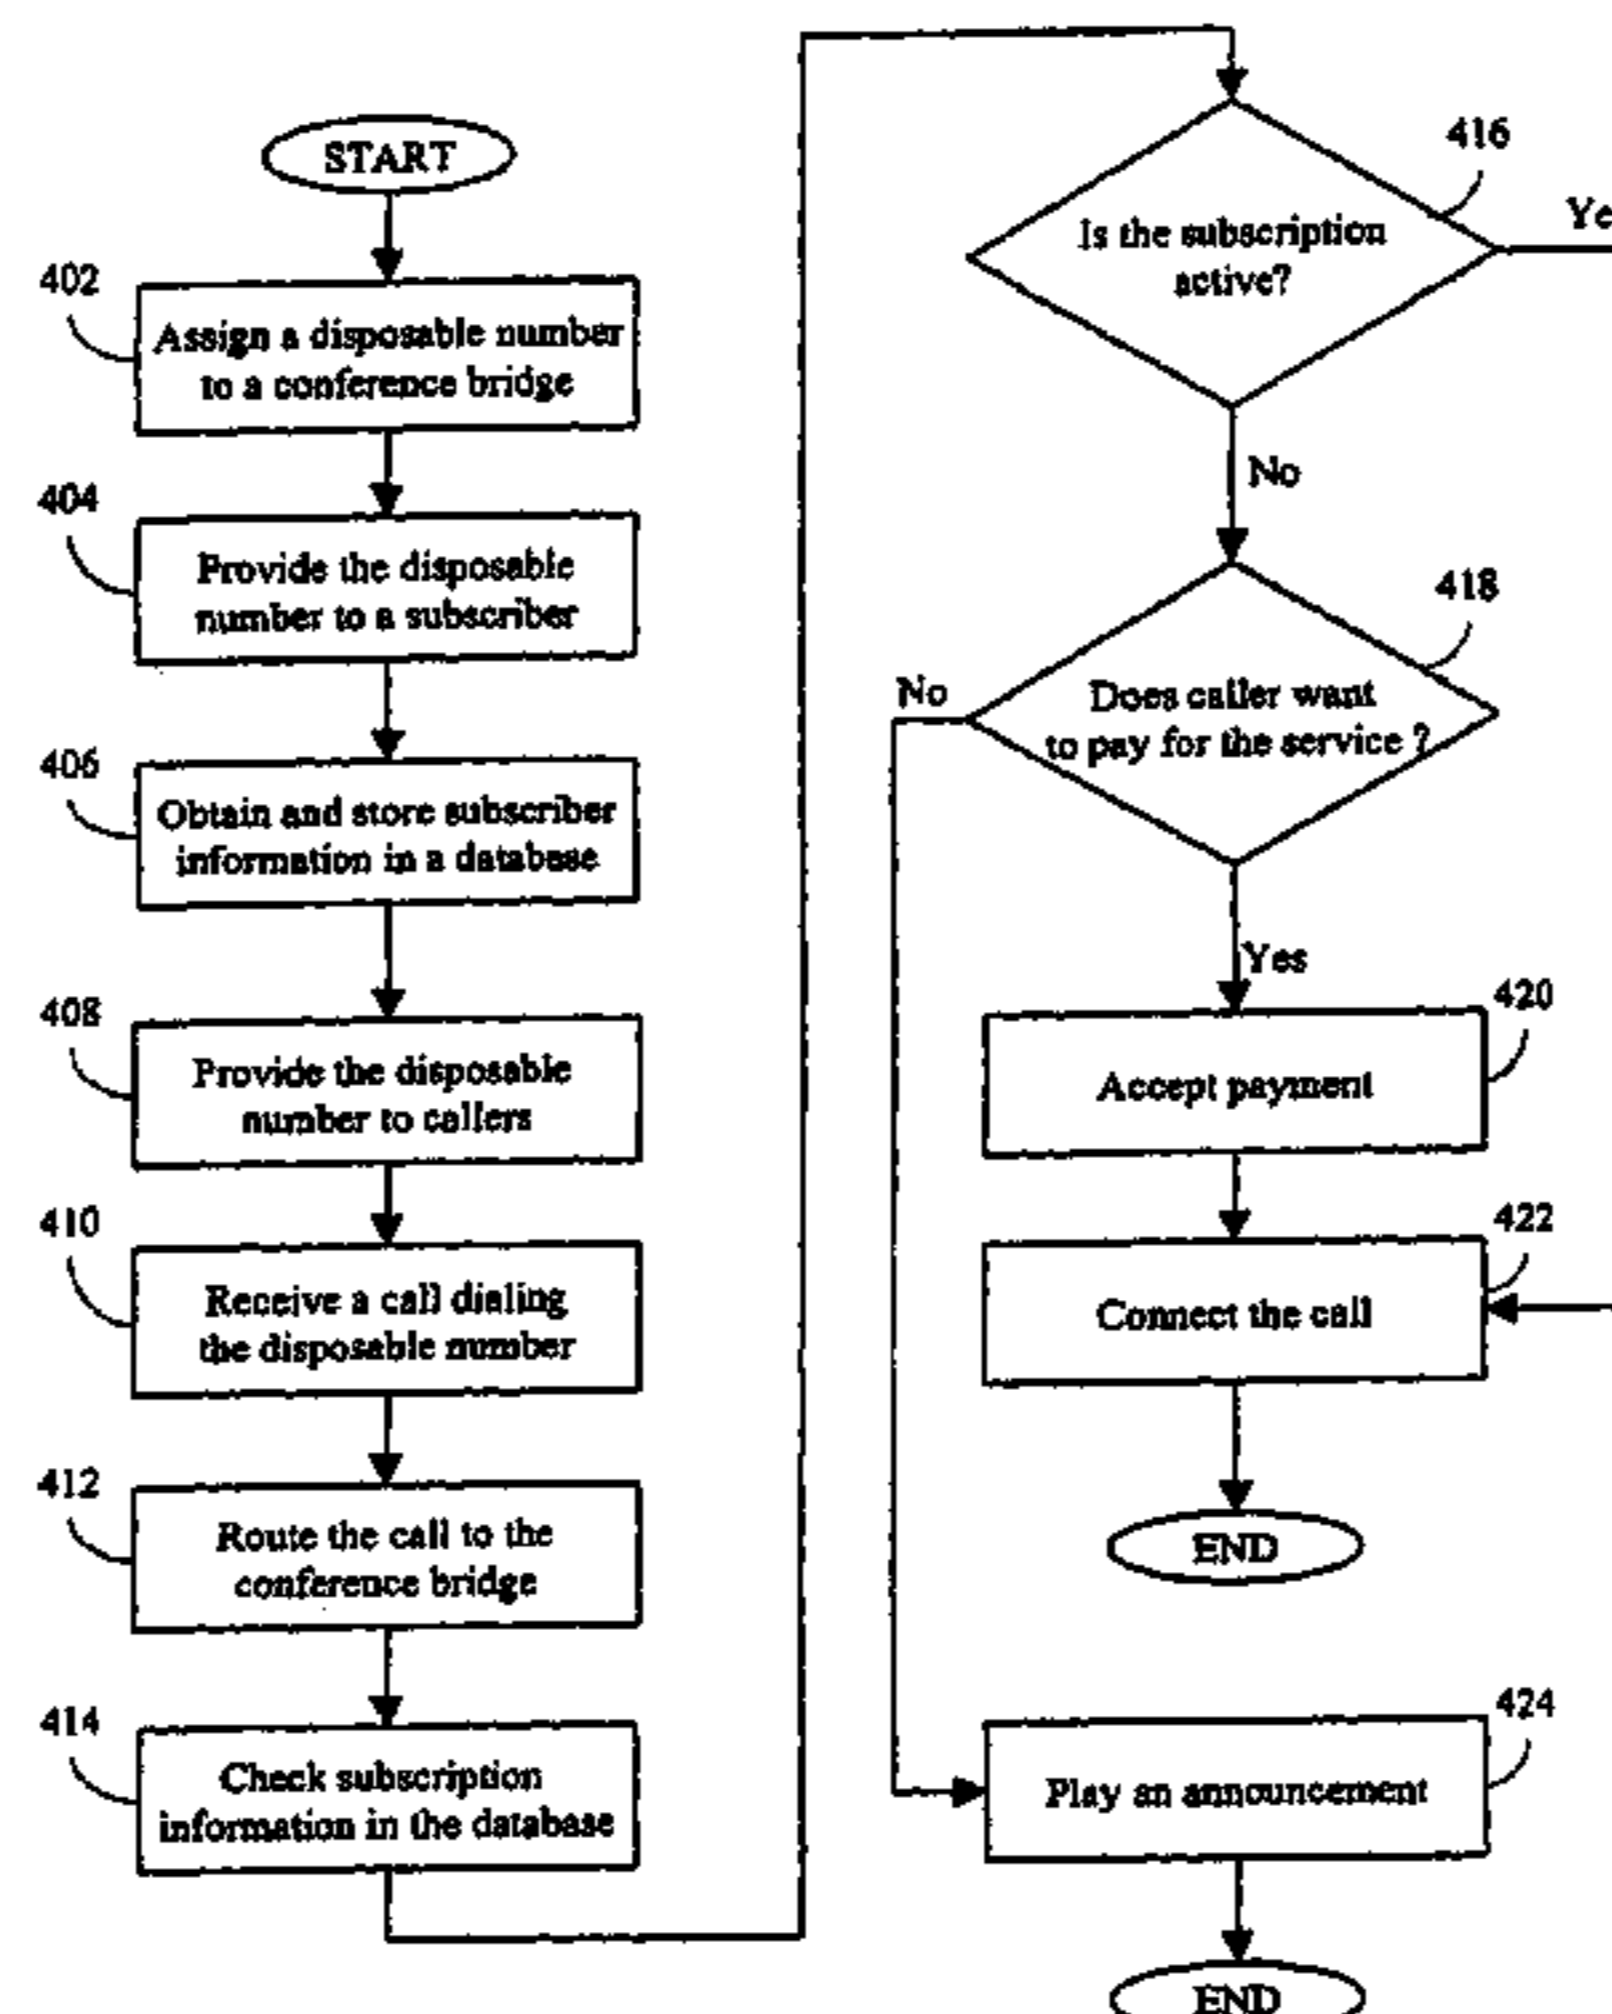 START
402
Assign a disposable number
to a conference bridge
404
Provide the disposable
number to a subscriber
406
Obtain and store subscriber
information in a database
408
Provide the disposable
number to callers
410
Receive a call dialing
the disposable number
412
Route the call to the
conference bridge
414
Check subscription
information in the database
416
Is the subscription
active?
Ye
No
418
Does caller want
to pay for the service ?
No
Yes
420
Accept payment
422
Connect the call
END
424
Play an announcement
END